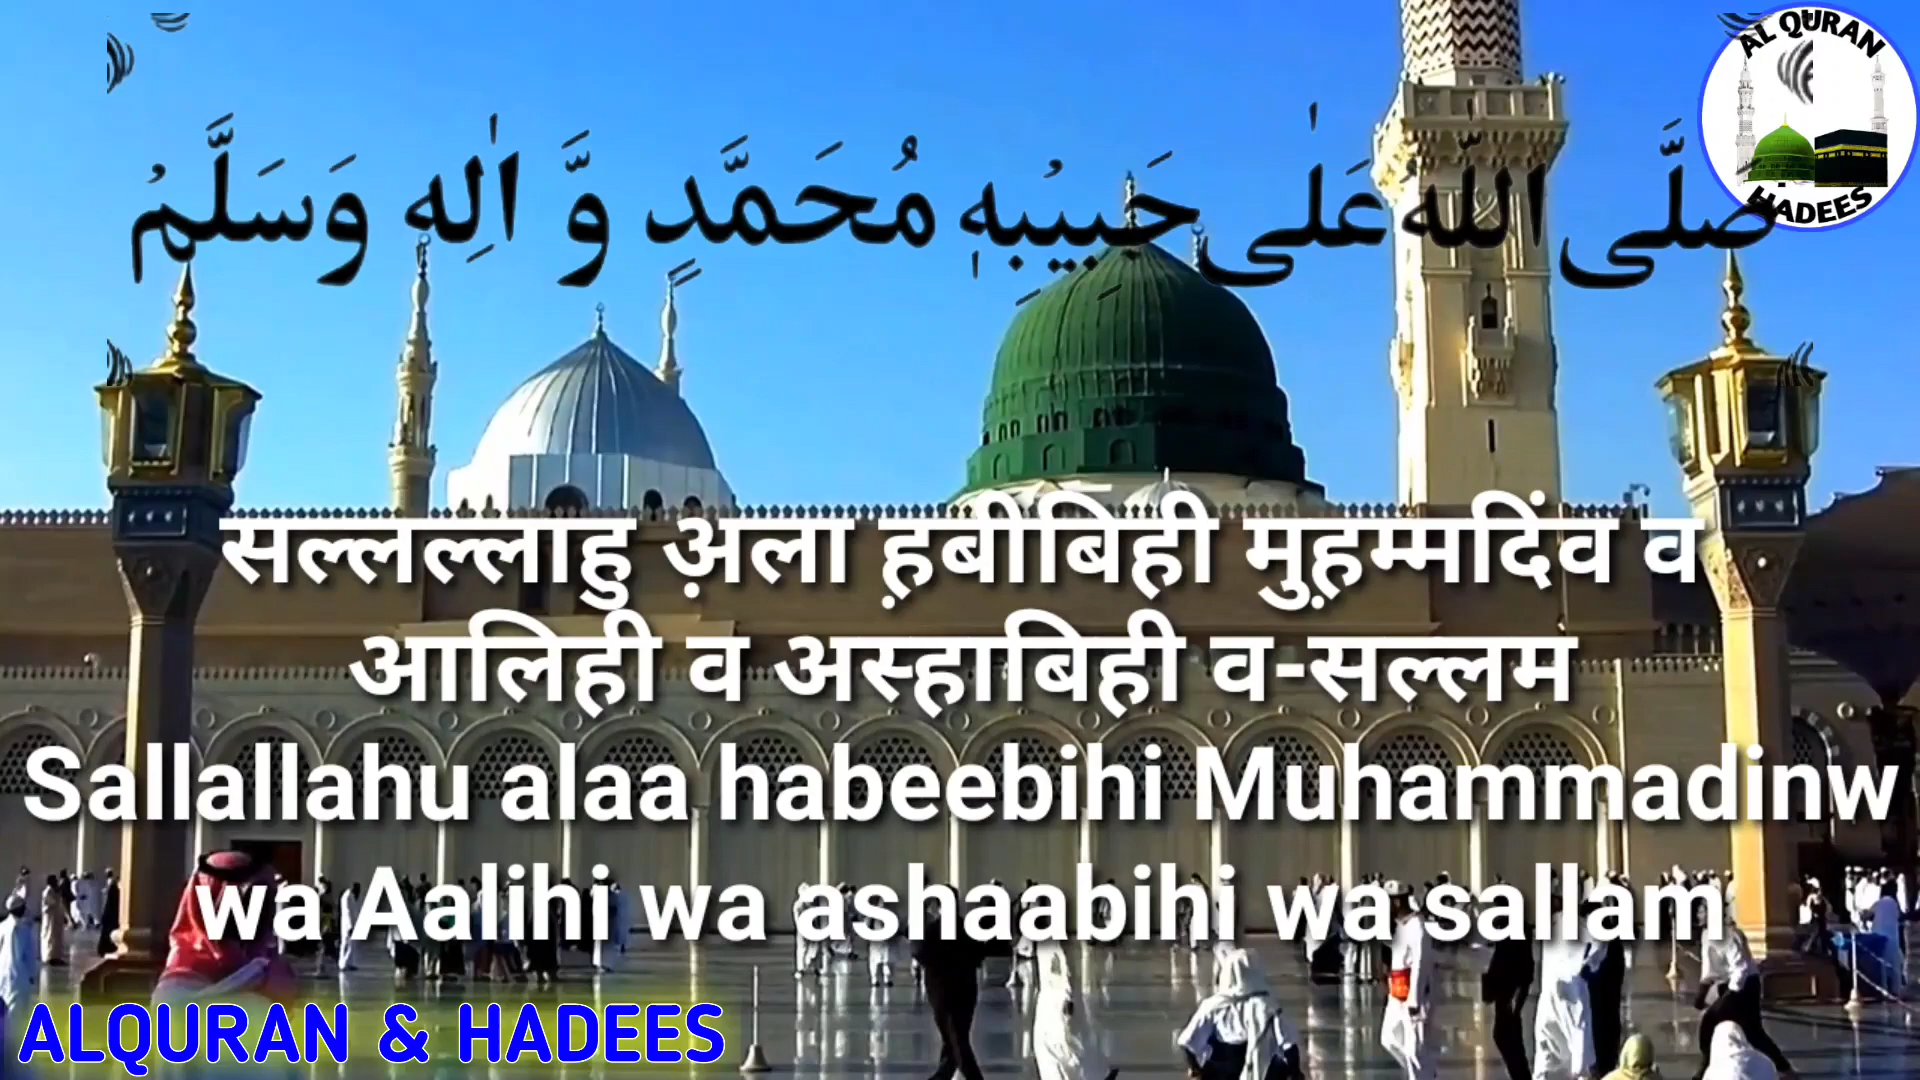 AL QURAN
HADEES
صَلَّى اللّٰهُ عَلٰى حَبِيُبِهٖ مُحَمَّدٍ وَّ اٰلِهٖ وَسَلَّمُ
सल्लल्लाहु अ़ला ह़बीबिही मुह़म्मदिंव व
आलिही व अस्हाबिही व-सल्लम
Sallallahu alaa habeebihi Muhammadinw
wa Aalihi wa ashaabihi wa sallam
ALQURAN & HADEES